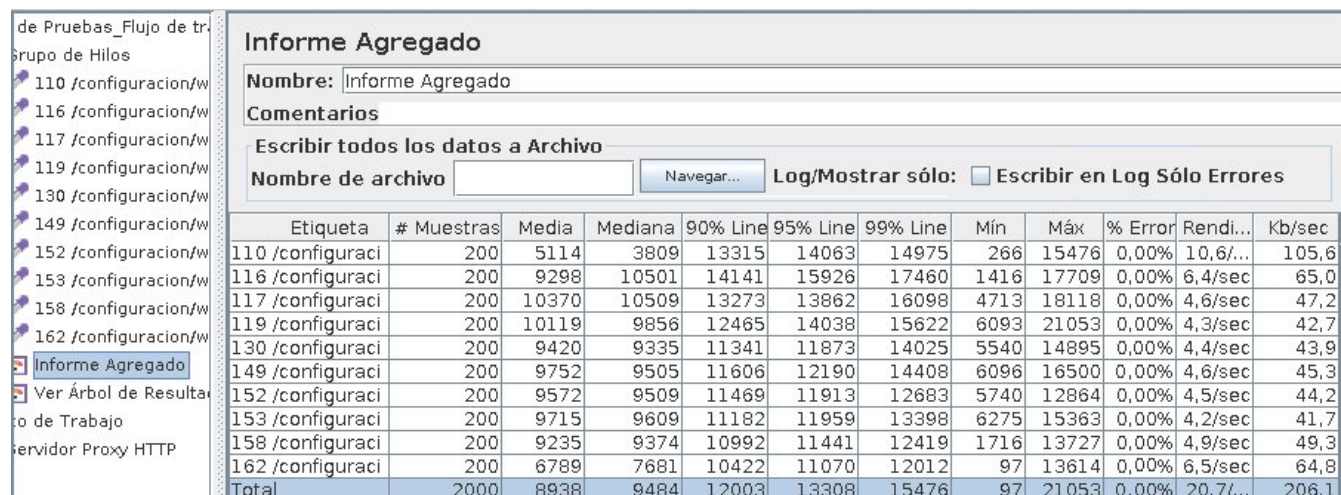 de Pruebas_Flujo de tr
Grupo de Hilos
110 /configuracion/w
116 /configuracion/w
117 /configuracion/w
119 /configuracion/w
130 /configuracion/w
149 /configuracion/w
152 /configuracion/w
153 /configuracion/w
158 /configuracion/w
162 /configuracion/w
Informe Agregado
Ver Árbol de Resulta
o de Trabajo
Servidor Proxy HTTP
Informe Agregado
Nombre: Informe Agregado
Comentarios
Escribir todos los datos a Archivo
Nombre de archivo Navegar... Log/Mostrar sólo: Escribir en Log Sólo Errores
Etiqueta # Muestras Media Mediana 90% Line 95% Line 99% Line Mín Máx % Error Rendi... Kb/sec
110 /configuraci 200 5114 3809 13315 14063 14975 266 15476 0,00% 10,6/... 105,6
116 /configuraci 200 9298 10501 14141 15926 17460 1416 17709 0,00% 6,4/sec 65,0
117 /configuraci 200 10370 10509 13273 13862 16098 4713 18118 0,00% 4,6/sec 47,2
119 /configuraci 200 10119 9856 12465 14038 15622 6093 21053 0,00% 4,3/sec 42,7
130 /configuraci 200 9420 9335 11341 11873 14025 5540 14895 0,00% 4,4/sec 43,9
149 /configuraci 200 9752 9505 11606 12190 14408 6096 16500 0,00% 4,6/sec 45,3
152 /configuraci 200 9572 9509 11469 11913 12683 5740 12864 0,00% 4,5/sec 44,2
153 /configuraci 200 9715 9609 11182 11959 13398 6275 15363 0,00% 4,2/sec 41,7
158 /configuraci 200 9235 9374 10992 11441 12419 1716 13727 0,00% 4,9/sec 49,3
162 /configuraci 200 6789 7681 10422 11070 12012 97 13614 0,00% 6,5/sec 64,8
Total 2000 8938 9484 12003 13308 15476 97 21053 0,00% 20,7/... 206,1